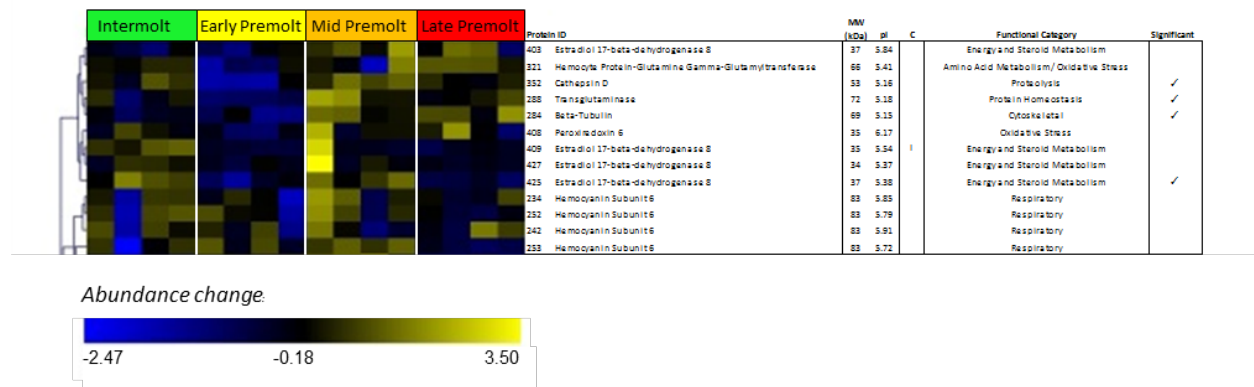 Intermolt Early Premolt Mid Premolt Late Premolt
Protein ID MW (kDa) pI C Functional Category Significant
403 Estradiol 17-beta-dehydrogenase 8 37 5.84 Energy and Steroid Metabolism
321 Hemocyte Protein-Glutamine Gamma-Glutamyltransferase 66 5.41 Amino Acid Metabolism/ Oxidative Stress
352 Cathepsin D 53 5.16 Proteolysis ✓
288 Transglutaminase 72 5.18 Protein Homeostasis ✓
284 Beta-Tubulin 69 5.15 Cytoskeletal ✓
408 Peroxiredoxin 6 35 6.17 Oxidative Stress
409 Estradiol 17-beta-dehydrogenase 8 35 5.54 I Energy and Steroid Metabolism
427 Estradiol 17-beta-dehydrogenase 8 34 5.37 Energy and Steroid Metabolism
425 Estradiol 17-beta-dehydrogenase 8 37 5.38 Energy and Steroid Metabolism ✓
234 Hemocyanin Subunit 6 83 5.85 Respiratory
252 Hemocyanin Subunit 6 83 5.79 Respiratory
242 Hemocyanin Subunit 6 83 5.91 Respiratory
253 Hemocyanin Subunit 6 83 5.72 Respiratory
Abundance change:
-2.47 -0.18 3.50